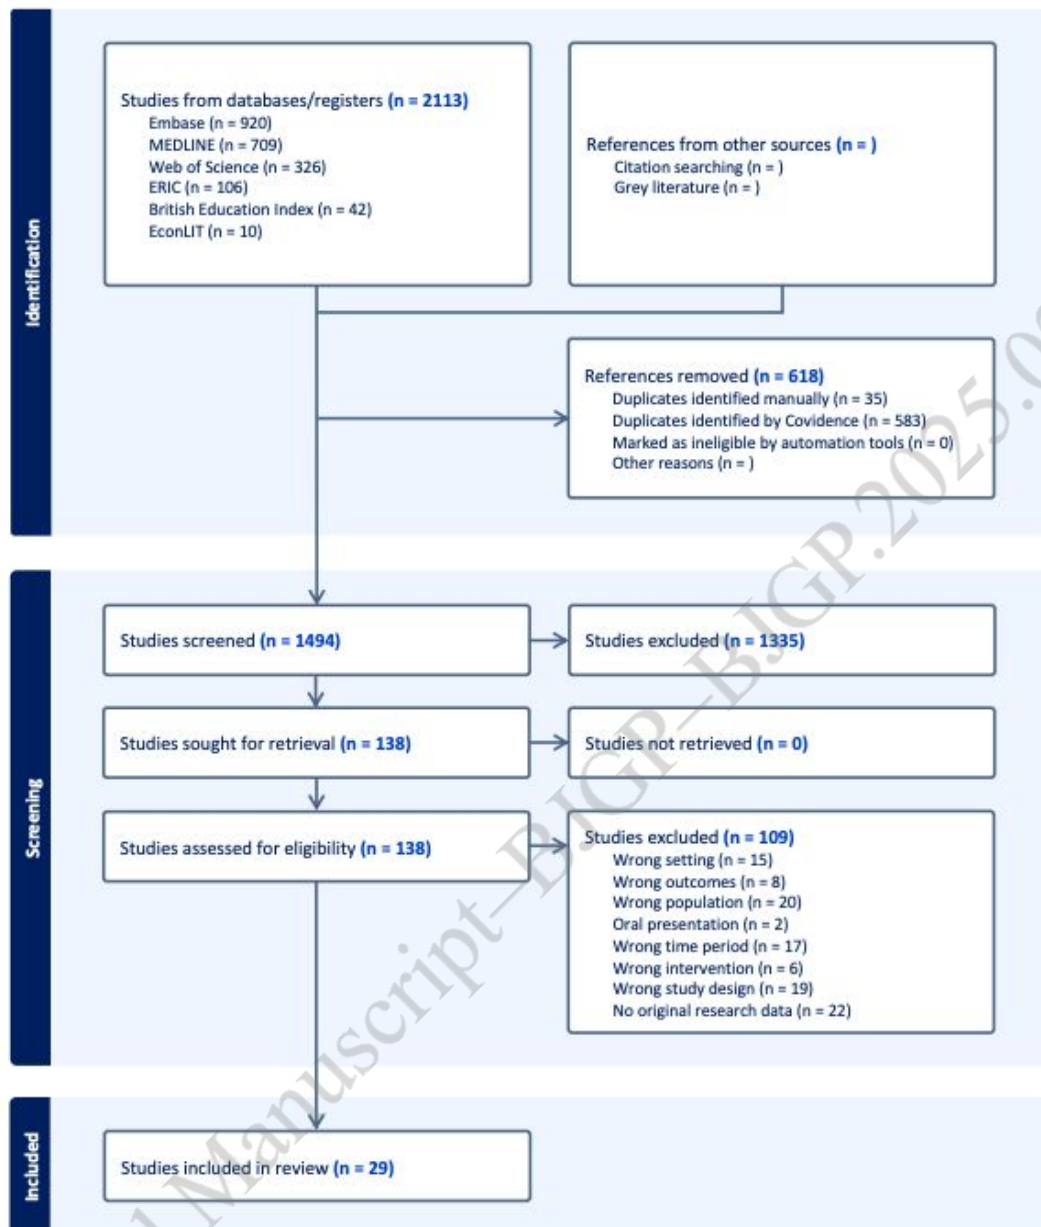 Identification
Studies from databases/registers (n = 2113)
Embase (n = 920)
MEDLINE (n = 709)
Web of Science (n = 326)
ERIC (n = 106)
British Education Index (n = 42)
EconLIT (n = 10)
References from other sources (n = )
Citation searching (n = )
Grey literature (n = )
References removed (n = 618)
Duplicates identified manually (n = 35)
Duplicates identified by Covidence (n = 583)
Marked as ineligible by automation tools (n = 0)
Other reasons (n = )
Screening
Studies screened (n = 1494)
Studies excluded (n = 1335)
Studies sought for retrieval (n = 138)
Studies not retrieved (n = 0)
Studies assessed for eligibility (n = 138)
Studies excluded (n = 109)
Wrong setting (n = 15)
Wrong outcomes (n = 8)
Wrong population (n = 20)
Oral presentation (n = 2)
Wrong time period (n = 17)
Wrong intervention (n = 6)
Wrong study design (n = 19)
No original research data (n = 22)
Included
Studies included in review (n = 29)
Manuscript–BJGP–BJGP.2025.0